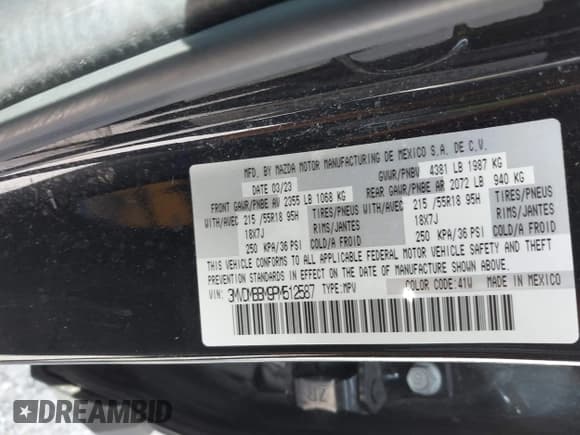 MFD. BY MAZDA MOTOR MANUFACTURING DE MEXICO S.A. DE C.V.
DATE 03/23 GVWR/PNBV 4381 LB 1987 KG
FRONT GAWR/PNBE AV 2355 LB 1068 KG REAR GAWR/PNBE AR 2072 LB 940 KG
WITH/AVEC 215 /55R18 95H TIRES/PNEUS WITH/AVEC 215 /55R18 95H TIRES/PNEUS
18X7J RIMS/JANTES 18X7J RIMS/JANTES
250 KPA/36 PSI COLD/A FROID 250 KPA/36 PSI COLD/A FROID
THIS VEHICLE CONFORMS TO ALL APPLICABLE FEDERAL MOTOR VEHICLE SAFETY AND THEFT
PREVENTION STANDARDS IN EFFECT ON THE DATE OF MANUFACTURE SHOWN ABOVE.
VIN: TYPE:MPV COLOR CODE:41W MADE IN MEXICO
DREAMBID